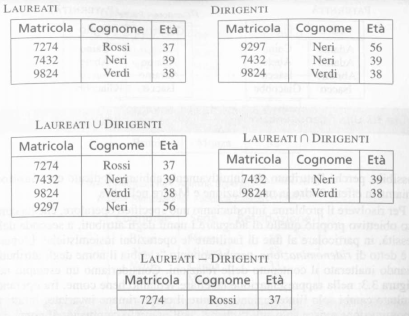 LAUREATI
Matricola Cognome Età
7274 Rossi 37
7432 Neri 39
9824 Verdi 38
DIRIGENTI
Matricola Cognome Età
9297 Neri 56
7432 Neri 39
9824 Verdi 38
LAUREATI ∪ DIRIGENTI
Matricola Cognome Età
7274 Rossi 37
7432 Neri 39
9824 Verdi 38
9297 Neri 56
LAUREATI ∩ DIRIGENTI
Matricola Cognome Età
7432 Neri 39
9824 Verdi 38
LAUREATI − DIRIGENTI
Matricola Cognome Età
7274 Rossi 37